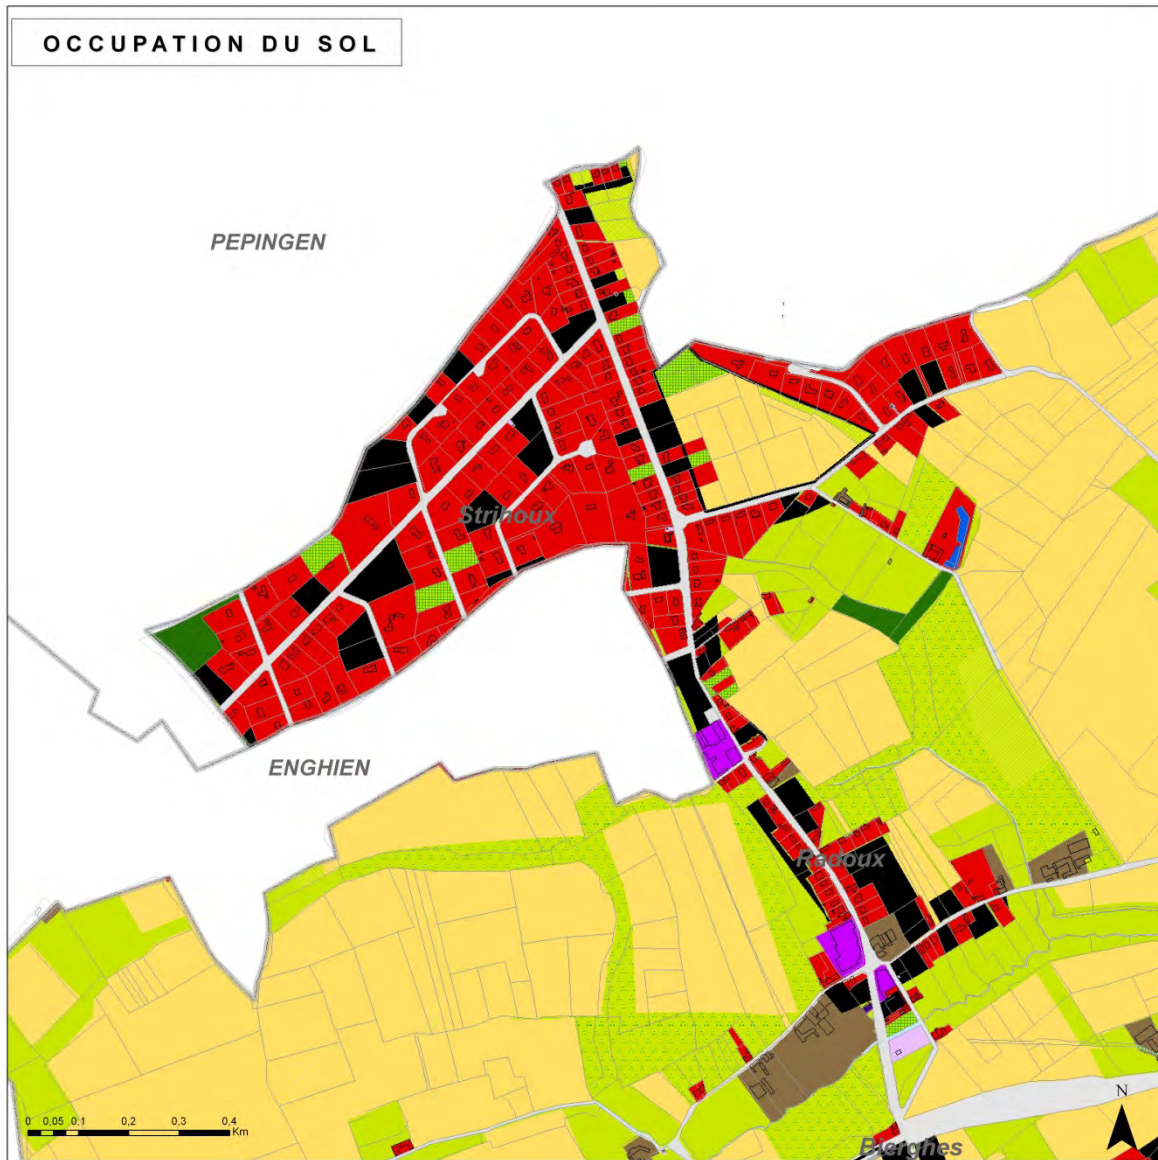 OCCUPATION DU SOL
PEPINGEN
Strihoux
ENGHIEN
Radoux
N
0 0,05 0,1 0,2 0,3 0,4
Km
Bierghes